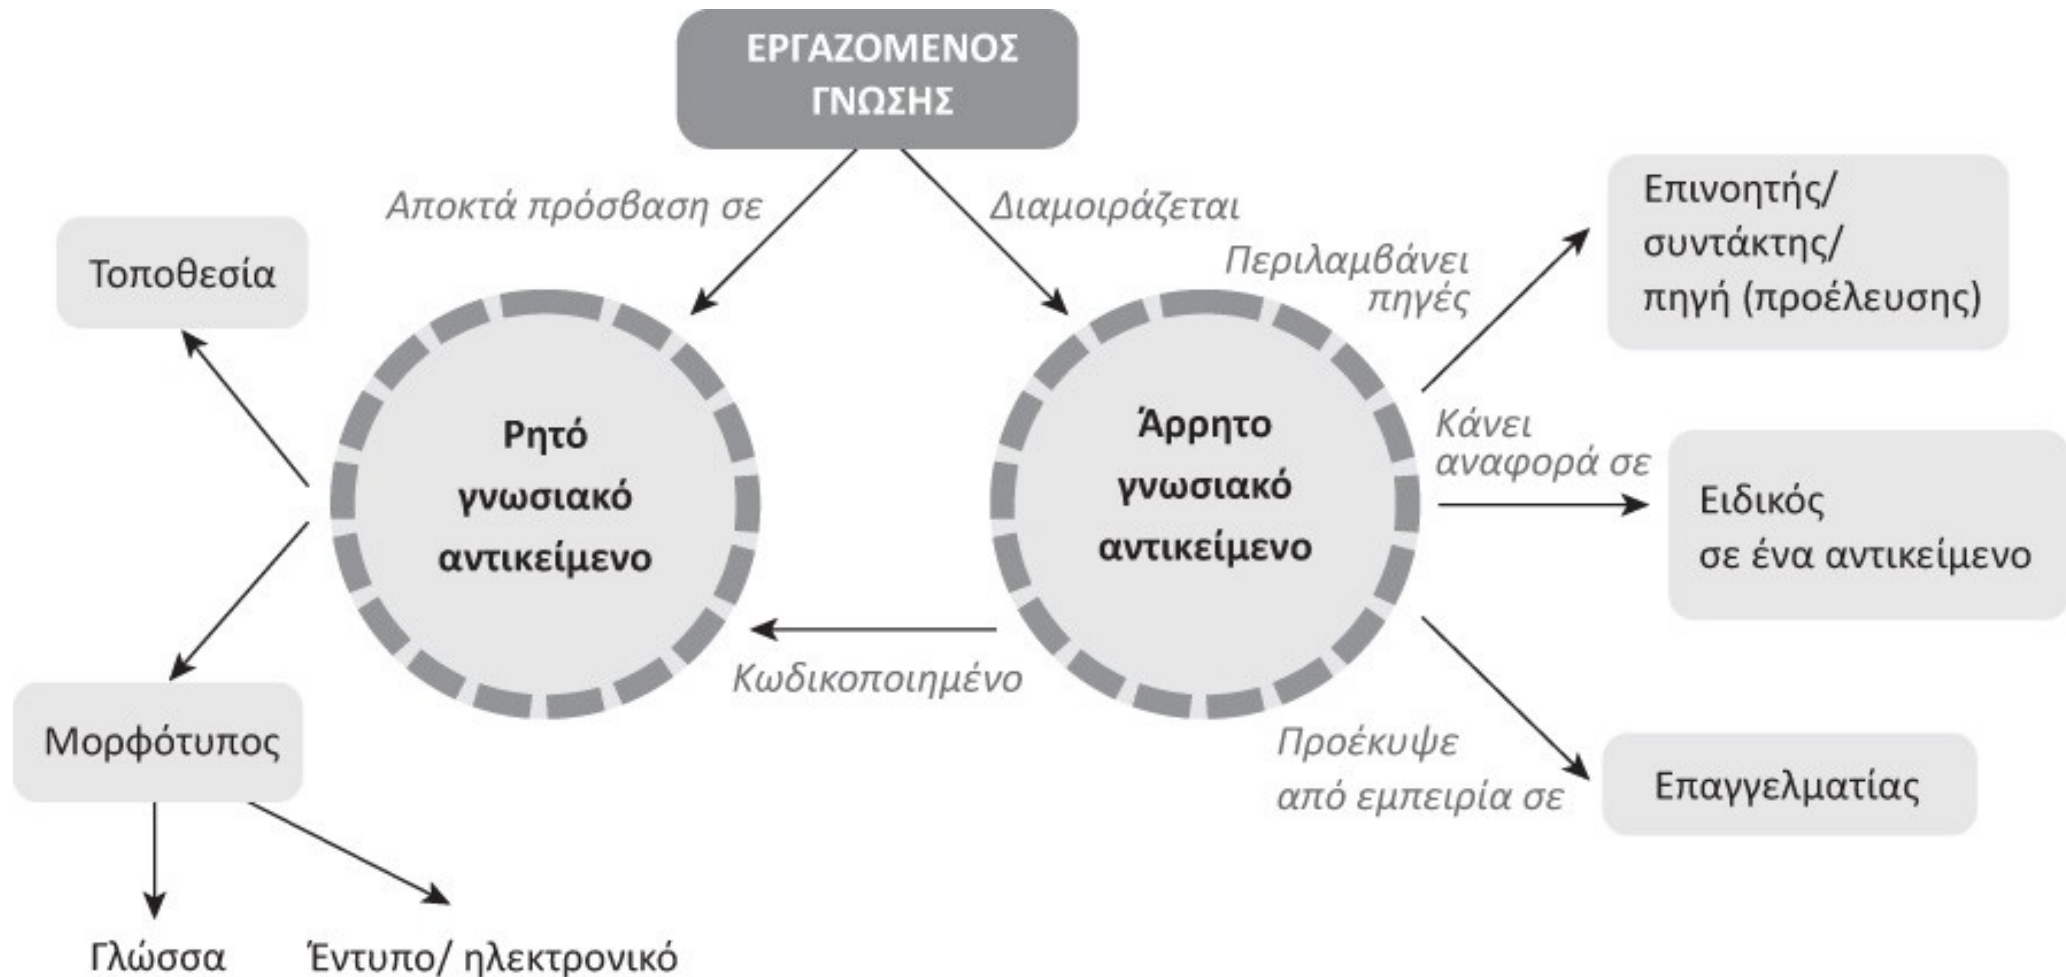 ΕΡΓΑΖΟΜΕΝΟΣ
ΓΝΩΣΗΣ
Αποκτά πρόσβαση σε
Διαμοιράζεται
Τοποθεσία
Περιλαμβάνει
πηγές
Επινοητής/
συντάκτης/
πηγή (προέλευσης)
Ρητό
γνωσιακό
αντικείμενο
Άρρητο
γνωσιακό
αντικείμενο
Κάνει
αναφορά σε
Ειδικός
σε ένα αντικείμενο
Κωδικοποιημένο
Μορφότυπος
Προέκυψε
από εμπειρία σε
Επαγγελματίας
Γλώσσα
Έντυπο/ ηλεκτρονικό